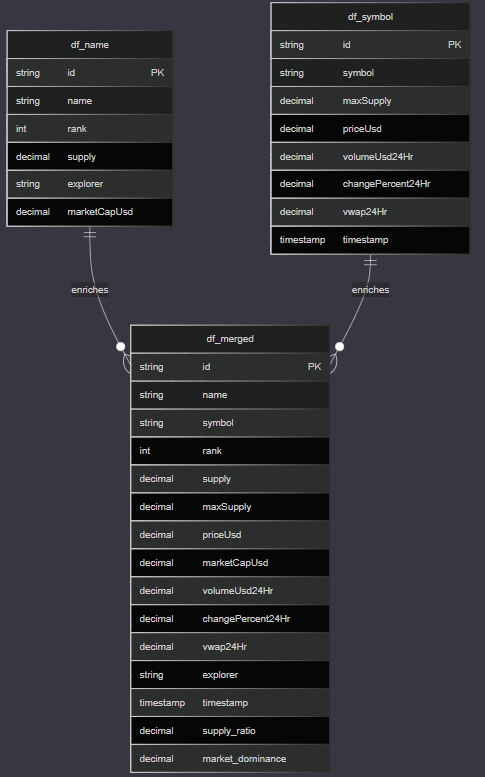 df_name
string id PK
string name
int rank
decimal supply
string explorer
decimal marketCapUsd
df_symbol
string id PK
string symbol
decimal maxSupply
decimal priceUsd
decimal volumeUsd24Hr
decimal changePercent24Hr
decimal vwap24Hr
timestamp timestamp
enriches
enriches
df_merged
string id PK
string name
string symbol
int rank
decimal supply
decimal maxSupply
decimal priceUsd
decimal marketCapUsd
decimal volumeUsd24Hr
decimal changePercent24Hr
decimal vwap24Hr
string explorer
timestamp timestamp
decimal supply_ratio
decimal market_dominance